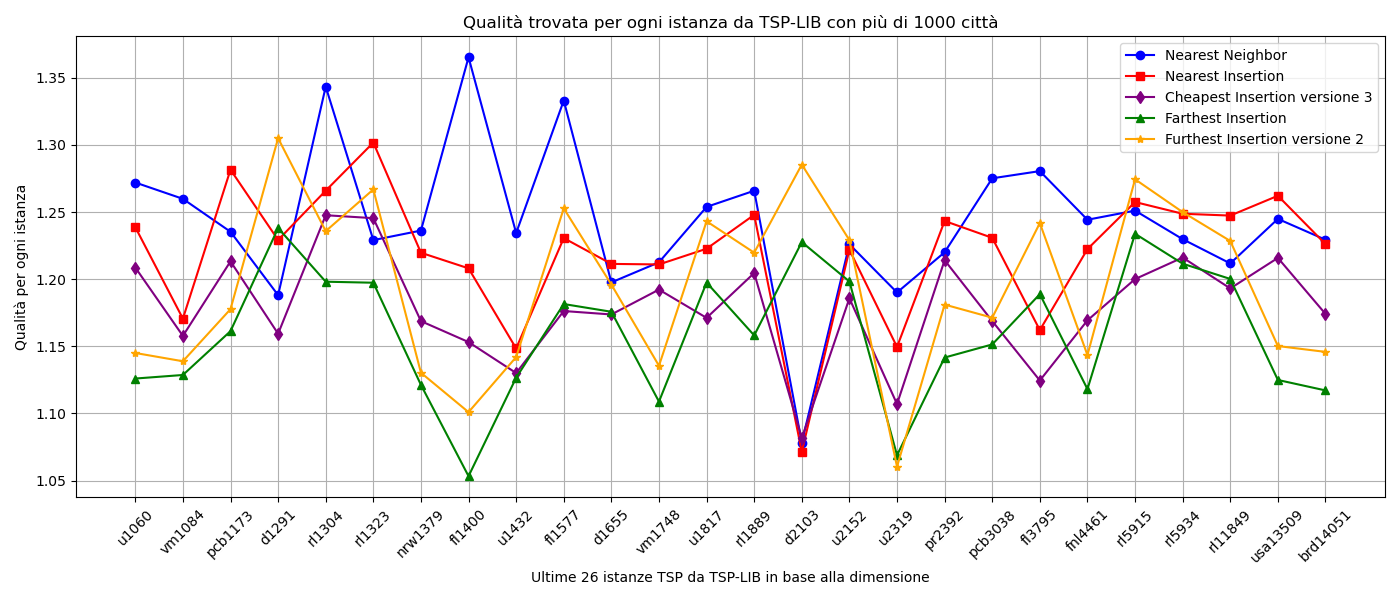 Qualità trovata per ogni istanza da TSP-LIB con più di 1000 città
Nearest Neighbor
Nearest Insertion
Cheapest Insertion versione 3
Farthest Insertion
Furthest Insertion versione 2
Qualità per ogni istanza
1.35
1.30
1.25
1.20
1.15
1.10
1.05
u1060
vm1084
pcb1173
d1291
rl1304
rl1323
nrw1379
fl1400
u1432
fl1577
d1655
vm1748
u1817
rl1889
d2103
u2152
u2319
pr2392
pcb3038
fl3795
fnl4461
rl5915
rl5934
rl11849
usa13509
brd14051
Ultime 26 istanze TSP da TSP-LIB in base alla dimensione